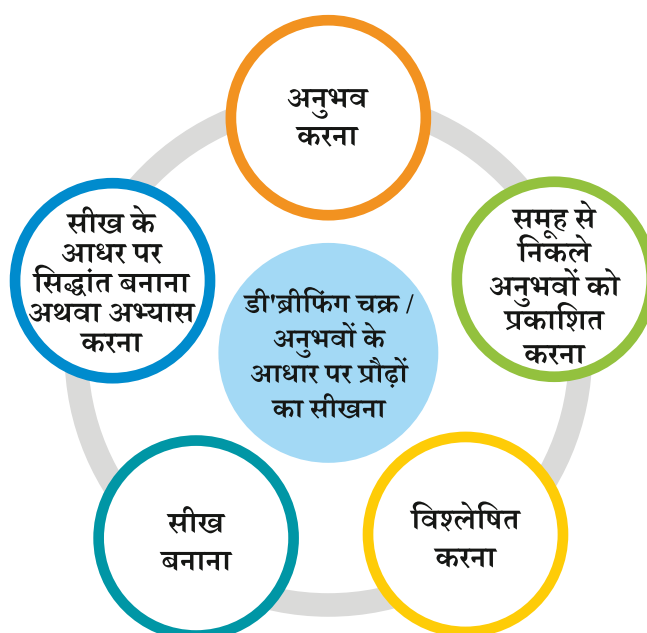 अनुभव
करना
समूह से
निकले
अनुभवों को
प्रकाशित
करना
विश्लेषित
करना
सीख
बनाना
सीख के
आधर पर
सिद्धांत बनाना
अथवा अभ्यास
करना
डी'ब्रीफिंग चक्र /
अनुभवों के
आधार पर प्रौढ़ों
का सीखना